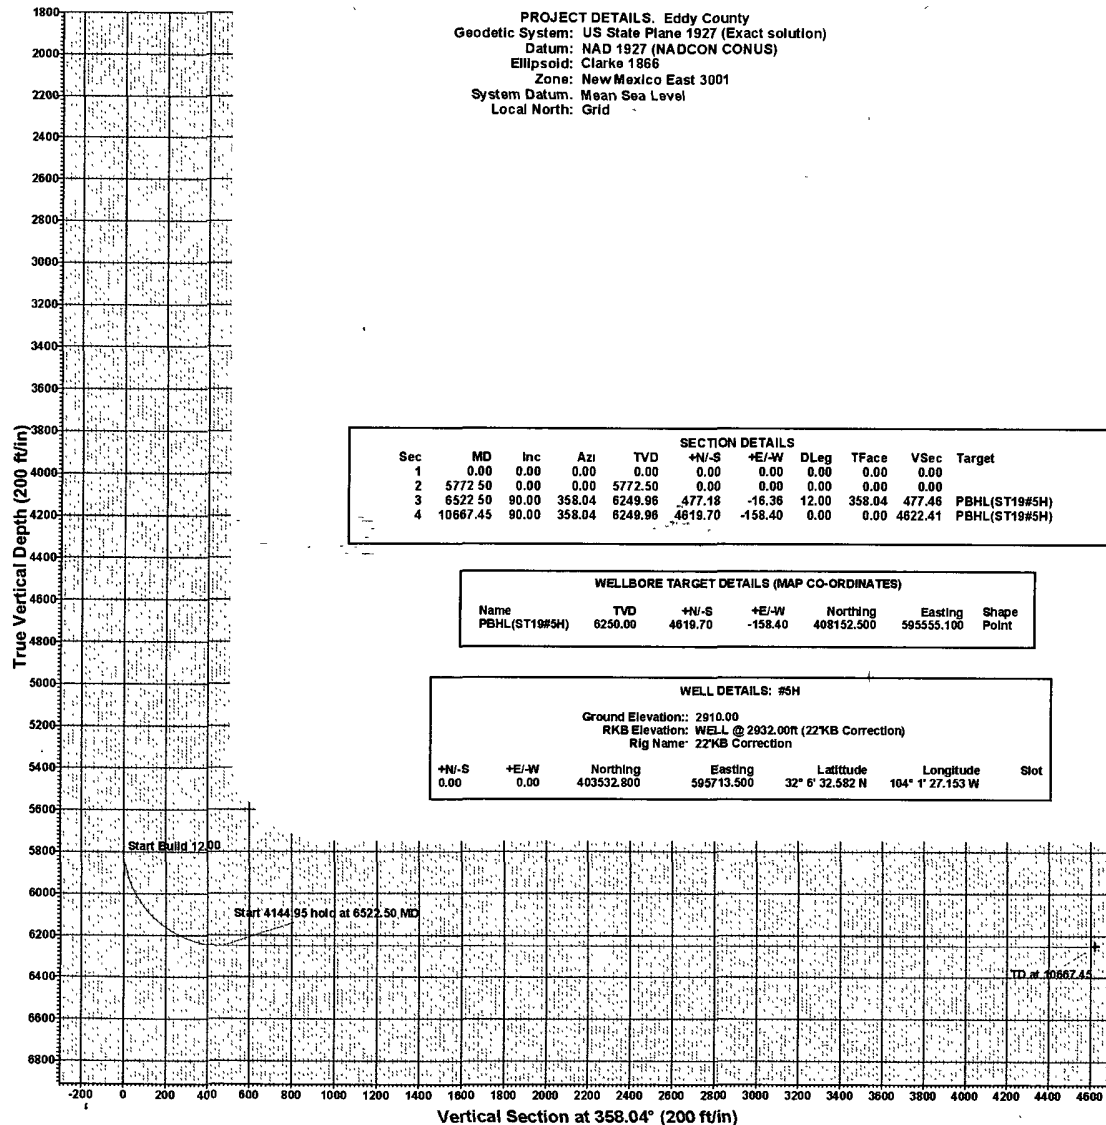 PROJECT DETAILS. Eddy County
Geodetic System: US State Plane 1927 (Exact solution)
Datum: NAD 1927 (NADCON CONUS)
Ellipsoid: Clarke 1866
Zone: New Mexico East 3001
System Datum. Mean Sea Level
Local North: Grid
True Vertical Depth (200 ft/in)
1800
2000
2200
2400
2600
2800
3000
3200
3400
3600
3800
4000
4200
4400
4600
4800
5000
5200
5400
5600
5800
6000
6200
6400
6600
6800
SECTION DETAILS
Sec MD Inc Azi TVD +N/-S +E/-W DLeg TFace VSec Target
1 0.00 0.00 0.00 0.00 0.00 0.00 0.00 0.00 0.00
2 5772 50 0.00 0.00 5772.50 0.00 0.00 0.00 0.00 0.00
3 6522 50 90.00 358.04 6249.96 477.18 -16.36 12.00 358.04 477.46 PBHL(ST19#5H)
4 10667.45 90.00 358.04 6249.96 4619.70 -158.40 0.00 0.00 4622.41 PBHL(ST19#5H)
WELLBORE TARGET DETAILS (MAP CO-ORDINATES)
Name TVD +N/-S +E/-W Northing Easting Shape
PBHL(ST19#5H) 6250.00 4619.70 -158.40 408152.500 595555.100 Point
WELL DETAILS: #5H
Ground Elevation:: 2910.00
RKB Elevation: WELL @ 2932.00ft (22'KB Correction)
Rig Name: 22'KB Correction
+N/-S +E/-W Northing Easting Latittude Longitude Slot
0.00 0.00 403532.800 595713.500 32° 6' 32.582 N 104° 1' 27.153 W
Start Build 12.00
Start 4144.95 hold at 6522.50 MD
TD at 10667.45
-200 0 200 400 600 800 1000 1200 1400 1600 1800 2000 2200 2400 2600 2800 3000 3200 3400 3600 3800 4000 4200 4400 4600
Vertical Section at 358.04° (200 ft/in)